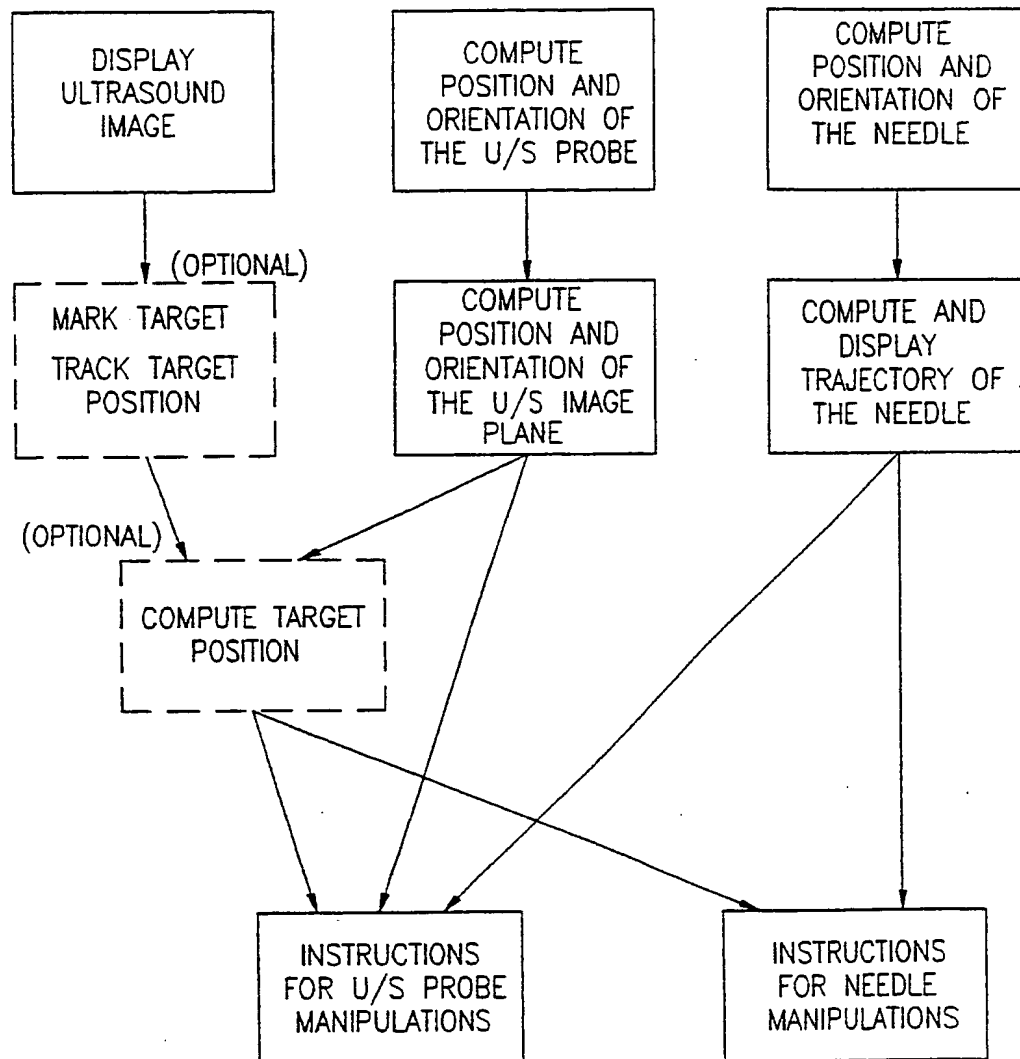 DISPLAY
ULTRASOUND
IMAGE
COMPUTE
POSITION AND
ORIENTATION OF
THE U/S PROBE
COMPUTE
POSITION AND
ORIENTATION OF
THE NEEDLE
(OPTIONAL)
MARK TARGET
TRACK TARGET
POSITION
COMPUTE
POSITION AND
ORIENTATION OF
THE U/S IMAGE
PLANE
COMPUTE AND
DISPLAY
TRAJECTORY OF
THE NEEDLE
(OPTIONAL)
COMPUTE TARGET
POSITION
INSTRUCTIONS
FOR U/S PROBE
MANIPULATIONS
INSTRUCTIONS
FOR NEEDLE
MANIPULATIONS